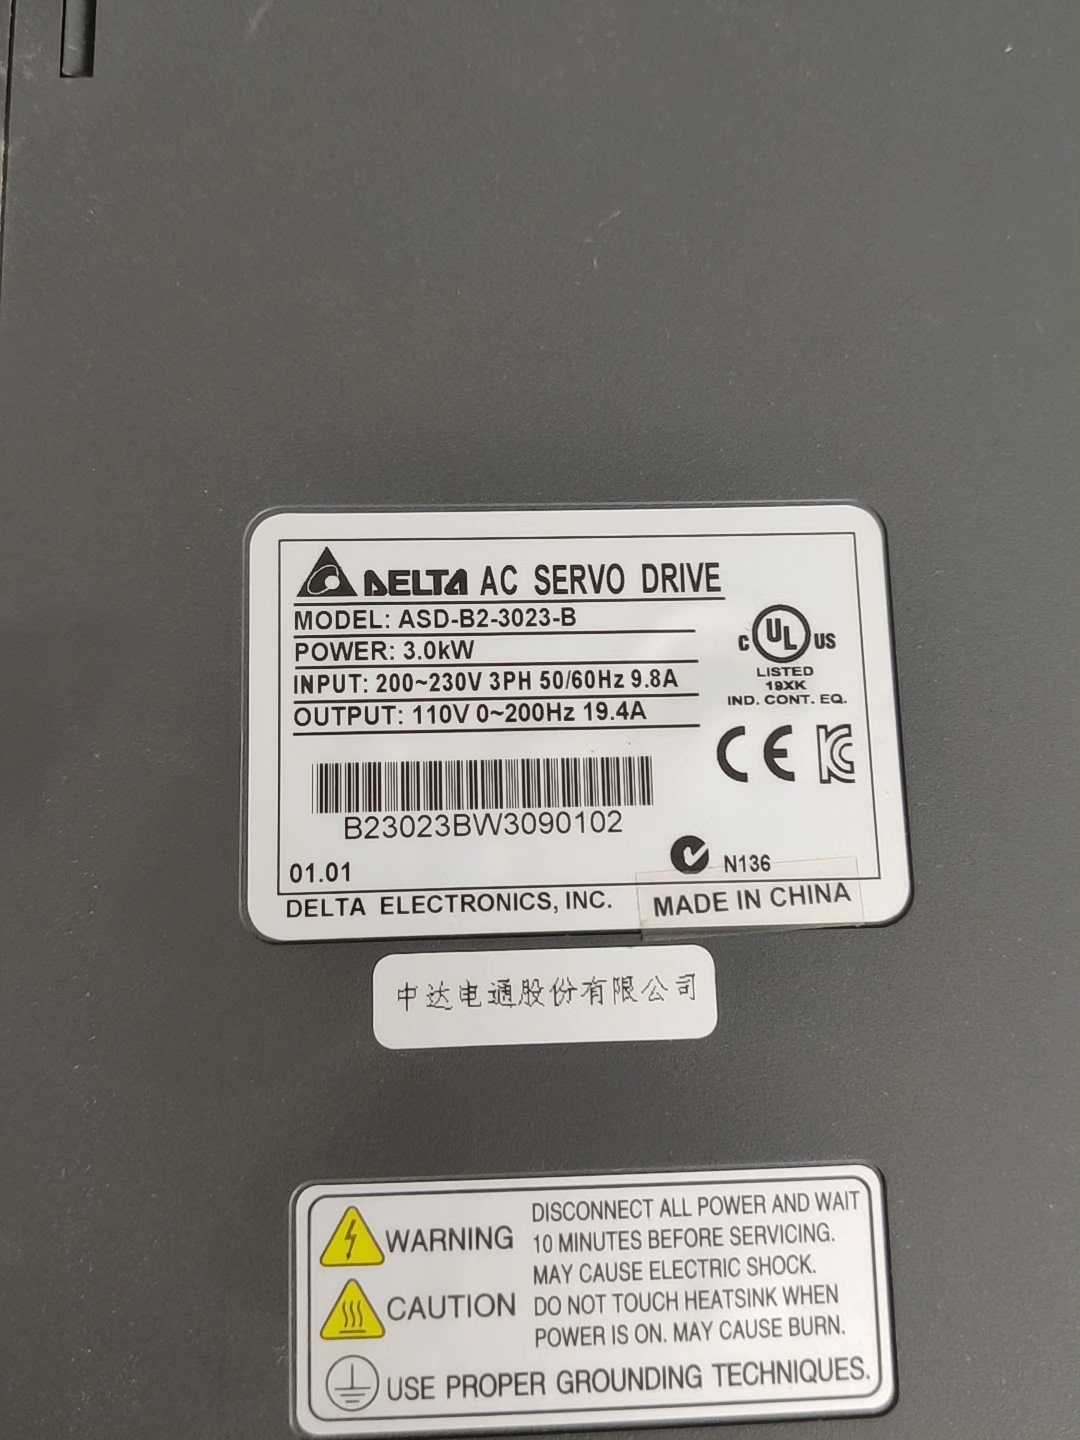 DELTA AC SERVO DRIVE
MODEL: ASD-B2-3023-B
POWER: 3.0kW
INPUT: 200~230V 3PH 50/60Hz 9.8A
OUTPUT: 110V 0~200Hz 19.4A
C UL US
LISTED
19XK
IND. CONT. EQ.
CE KC
B23023BW3090102
01.01
N136
DELTA ELECTRONICS, INC.
MADE IN CHINA
中达电通股份有限公司
WARNING
DISCONNECT ALL POWER AND WAIT
10 MINUTES BEFORE SERVICING.
MAY CAUSE ELECTRIC SHOCK.
CAUTION
DO NOT TOUCH HEATSINK WHEN
POWER IS ON. MAY CAUSE BURN.
USE PROPER GROUNDING TECHNIQUES.